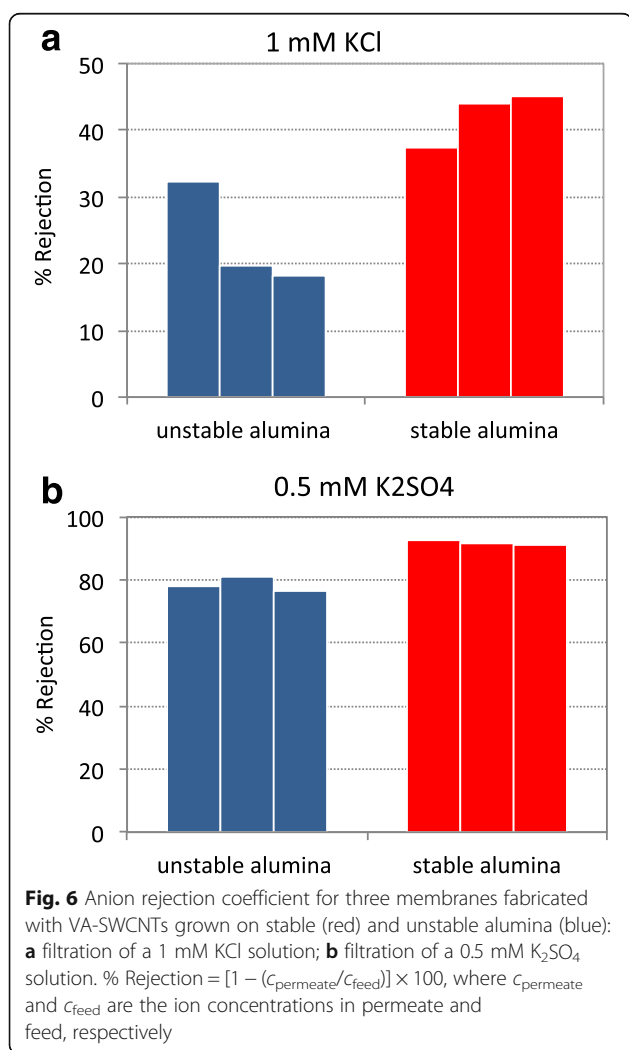 a
1 mM KCl
50
40
30
20
10
0
% Rejection
unstable alumina stable alumina
b
0.5 mM K2SO4
100
80
60
40
20
0
% Rejection
unstable alumina stable alumina
Fig. 6 Anion rejection coefficient for three membranes fabricated
with VA-SWCNTs grown on stable (red) and unstable alumina (blue):
a filtration of a 1 mM KCl solution; b filtration of a 0.5 mM K₂SO₄
solution. % Rejection = [1 − (c_permeate/c_feed)] × 100, where c_permeate
and c_feed are the ion concentrations in permeate and
feed, respectively